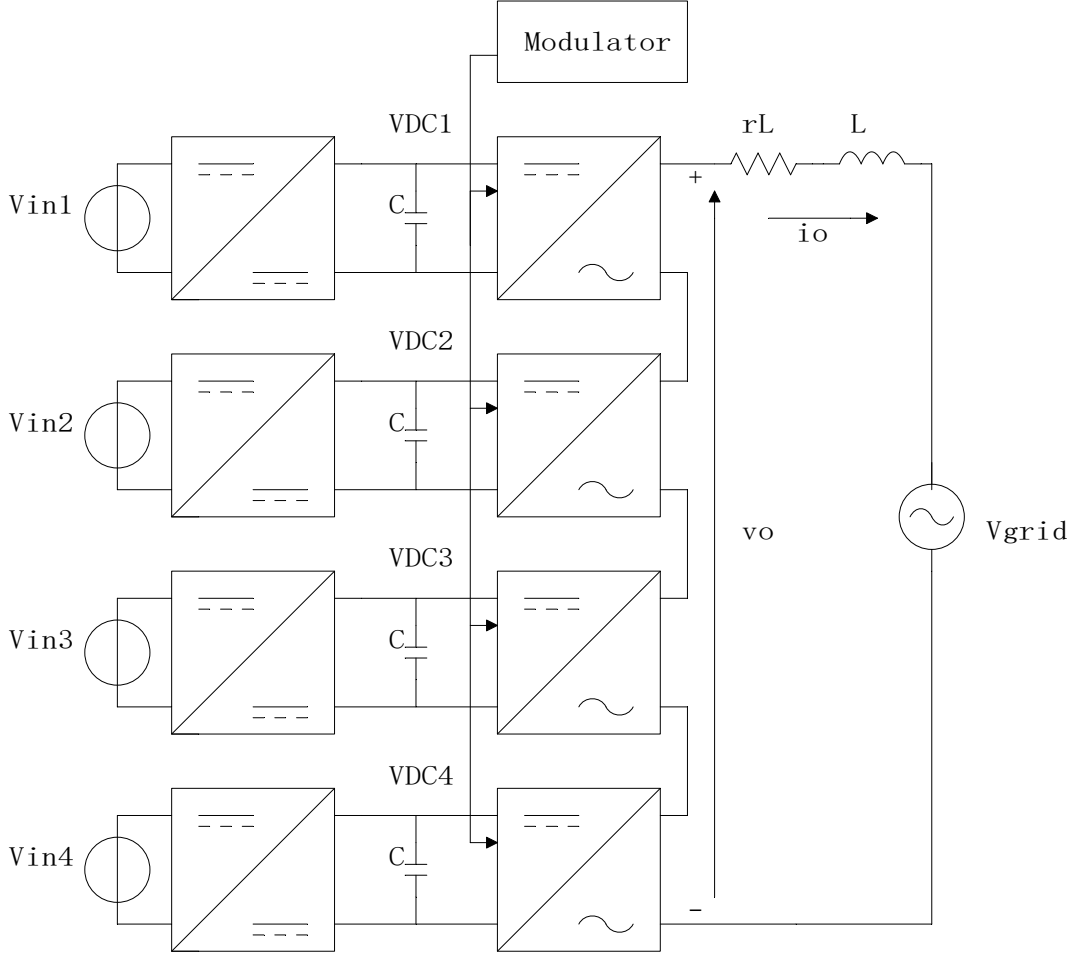 Modulator
VDC1
rL
L
Vin1
C
+
io
VDC2
Vin2
C
vo
Vgrid
VDC3
Vin3
C
VDC4
Vin4
C
-